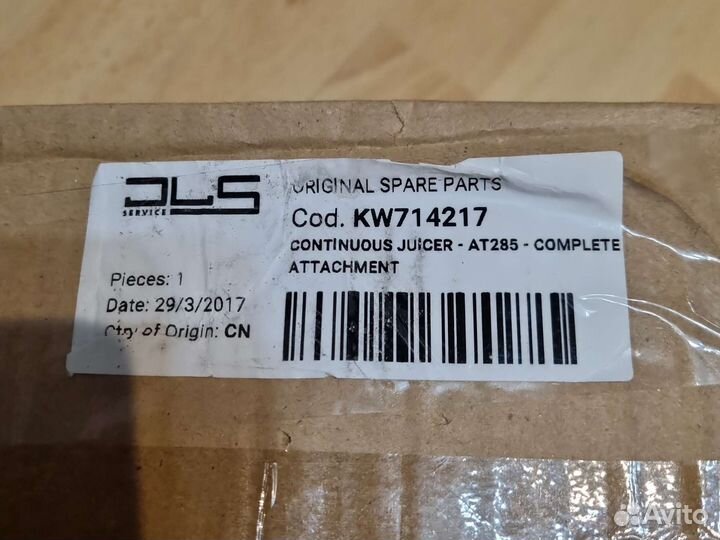 DLS
SERVICE
ORIGINAL SPARE PARTS
Cod. KW714217
CONTINUOUS JUICER - AT285 - COMPLETE
ATTACHMENT
Pieces: 1
Date: 29/3/2017
Ctry of Origin: CN
Avito